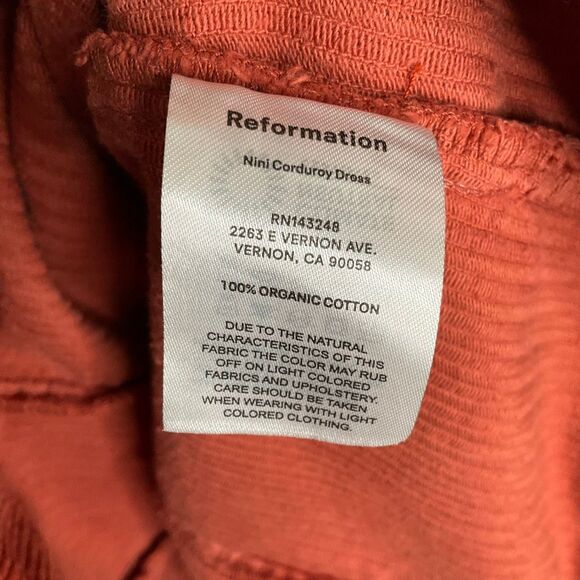 Reformation
Nini Corduroy Dress
RN143248
2263 E VERNON AVE.
VERNON, CA 90058
100% ORGANIC COTTON
DUE TO THE NATURAL
CHARACTERISTICS OF THIS
FABRIC THE COLOR MAY RUB
OFF ON LIGHT COLORED
FABRICS AND UPHOLSTERY.
CARE SHOULD BE TAKEN
WHEN WEARING WITH LIGHT
COLORED CLOTHING.